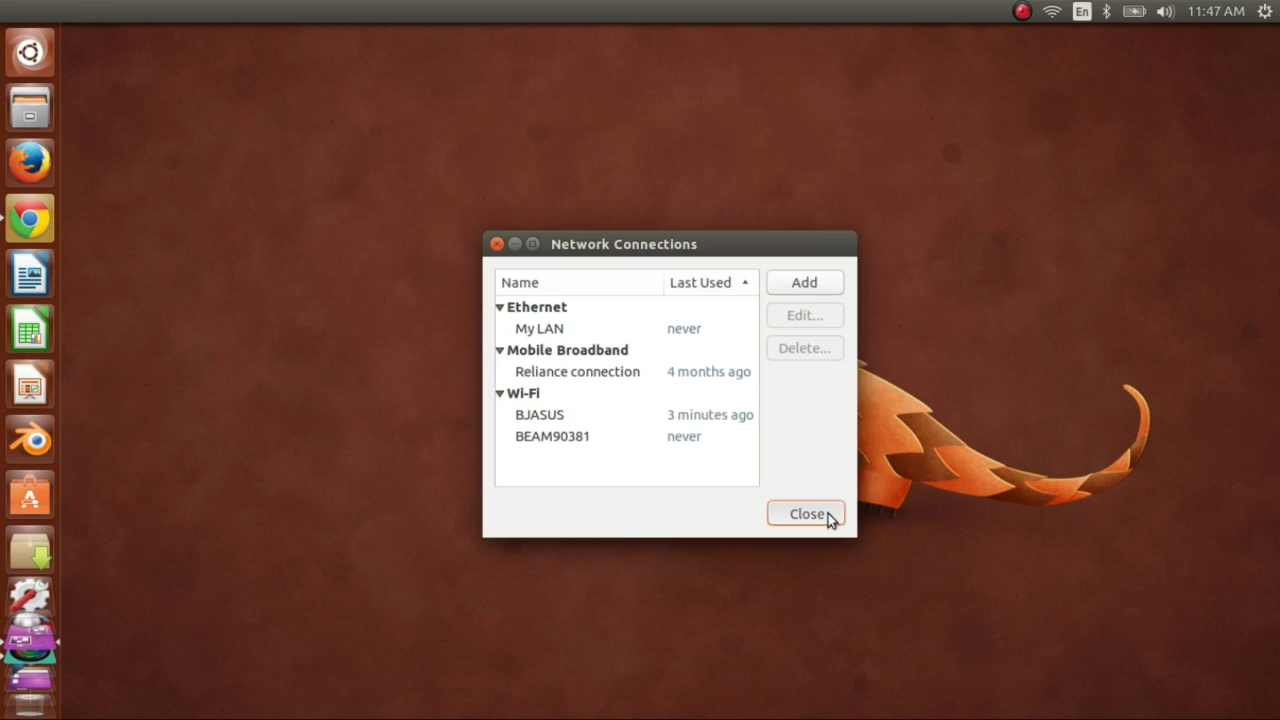 En 11:47 AM
Network Connections
Name Last Used
Add
Ethernet
Edit...
My LAN never
Mobile Broadband
Delete...
Reliance connection 4 months ago
Wi-Fi
BJASUS 3 minutes ago
BEAM90381 never
Close